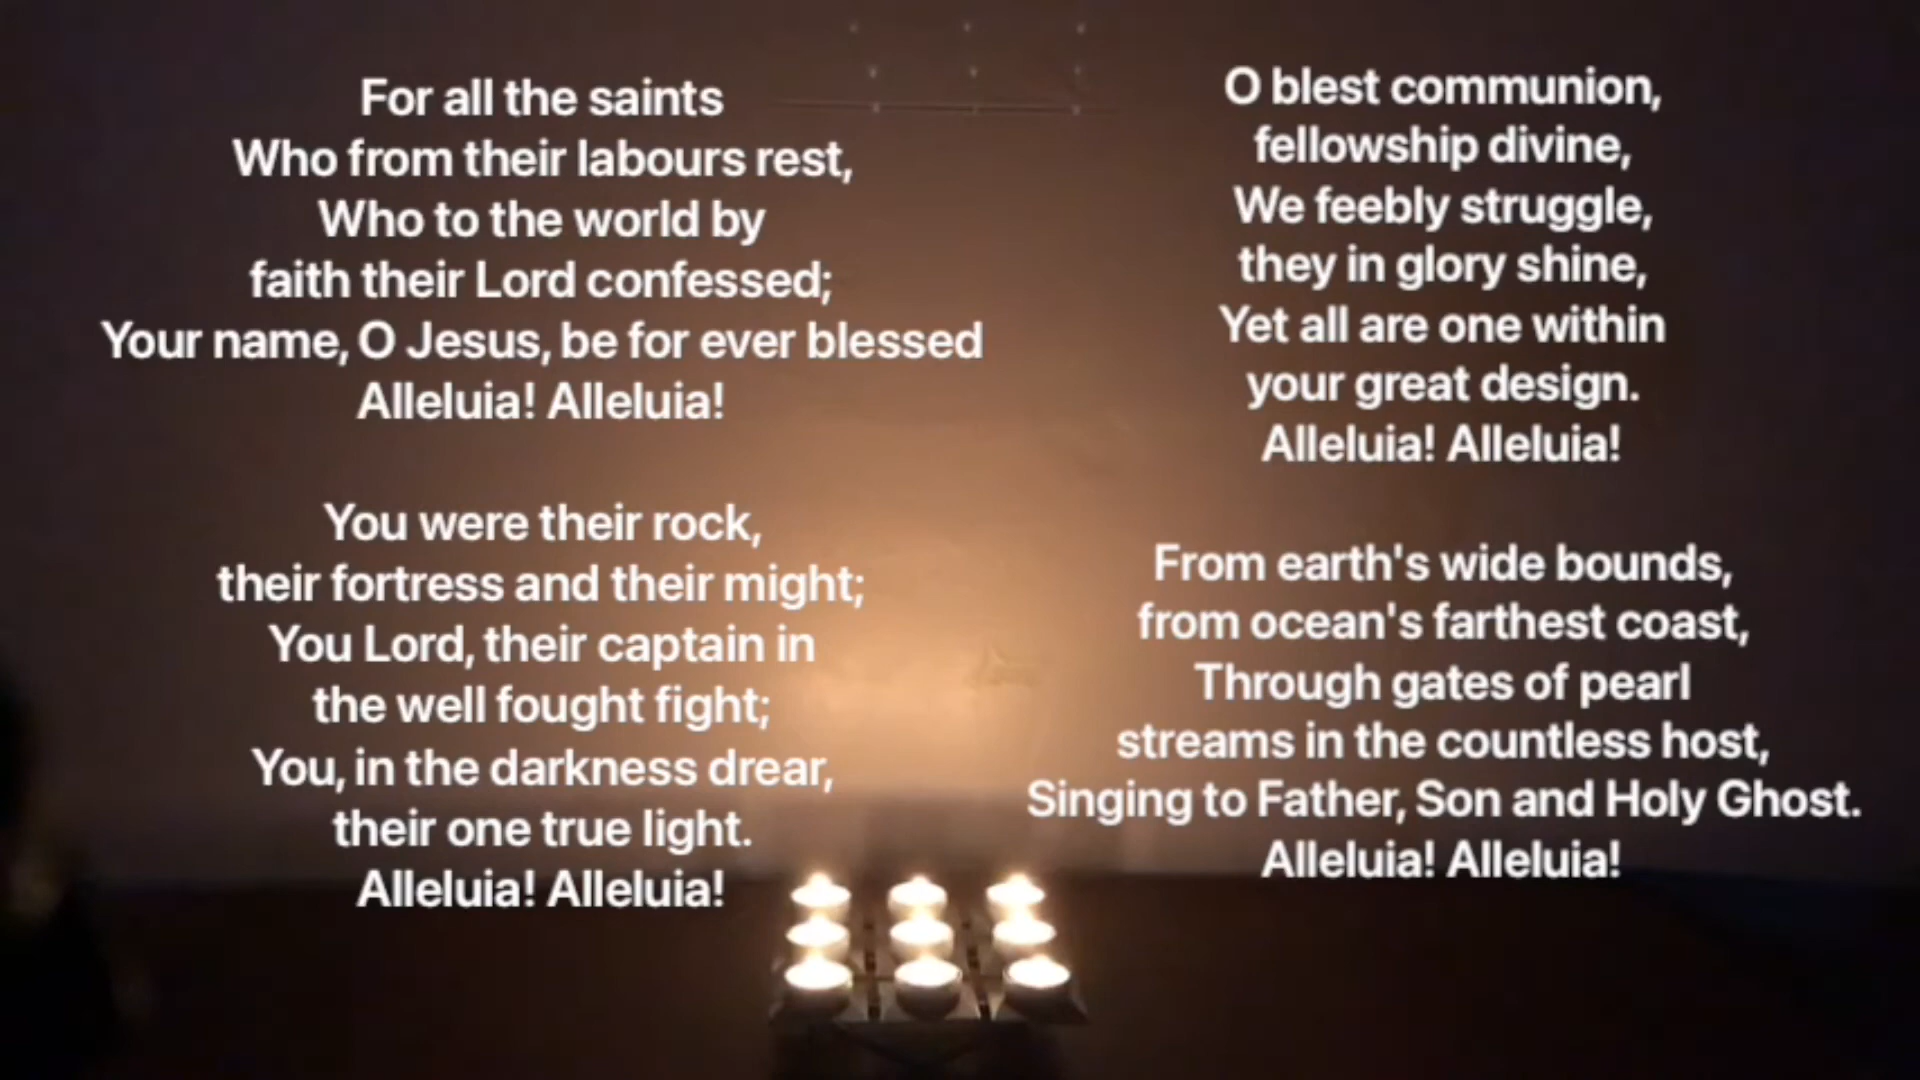 For all the saints
Who from their labours rest,
Who to the world by
faith their Lord confessed;
Your name, O Jesus, be for ever blessed
Alleluia! Alleluia!
You were their rock,
their fortress and their might;
You Lord, their captain in
the well fought fight;
You, in the darkness drear,
their one true light.
Alleluia! Alleluia!
O blest communion,
fellowship divine,
We feebly struggle,
they in glory shine,
Yet all are one within
your great design.
Alleluia! Alleluia!
From earth's wide bounds,
from ocean's farthest coast,
Through gates of pearl
streams in the countless host,
Singing to Father, Son and Holy Ghost.
Alleluia! Alleluia!